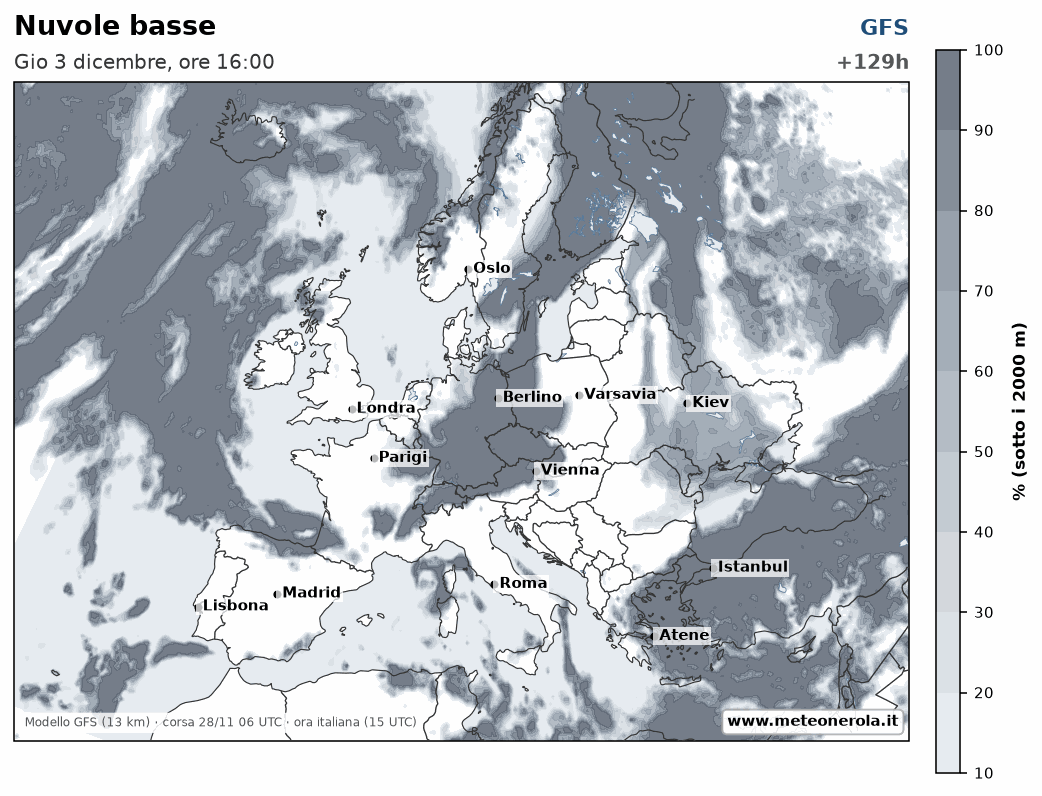 Nuvole basse
GFS
Gio 3 dicembre, ore 16:00
+129h
100
90
80
70
60
50
40
30
20
10
% (sotto i 2000 m)
Oslo
Berlino
Varsavia
Kiev
Londra
Parigi
Vienna
Istanbul
Roma
Madrid
Lisbona
Atene
Modello GFS (13 km) · corsa 28/11 06 UTC · ora italiana (15 UTC)
www.meteonerola.it